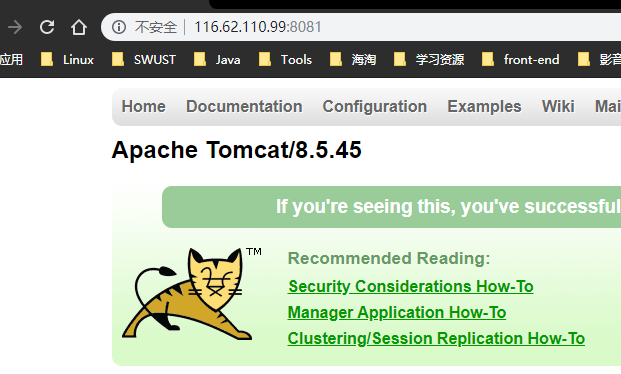 不安全 116.62.110.99:8081
应用 Linux SWUST Java Tools 海淘 学习资源 front-end 影音
Home Documentation Configuration Examples Wiki Mai
Apache Tomcat/8.5.45
If you're seeing this, you've successful
TM
Recommended Reading:
Security Considerations How-To
Manager Application How-To
Clustering/Session Replication How-To